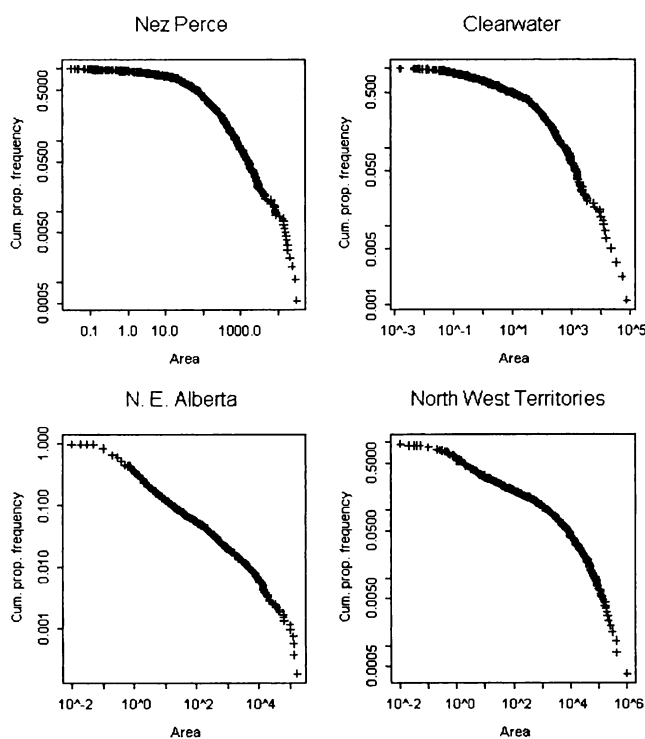 Nez Perce
Cum. prop. frequency
0.5000
0.0500
0.0050
0.0005
0.1 1.0 10.0 1000.0
Area
Clearwater
Cum. prop. frequency
0.500
0.050
0.005
0.001
10^-3 10^-1 10^1 10^3 10^5
Area
N. E. Alberta
Cum. prop. frequency
1.000
0.100
0.010
0.001
10^-2 10^0 10^2 10^4
Area
North West Territories
Cum. prop. frequency
0.5000
0.0500
0.0050
0.0005
10^-2 10^0 10^2 10^4 10^6
Area